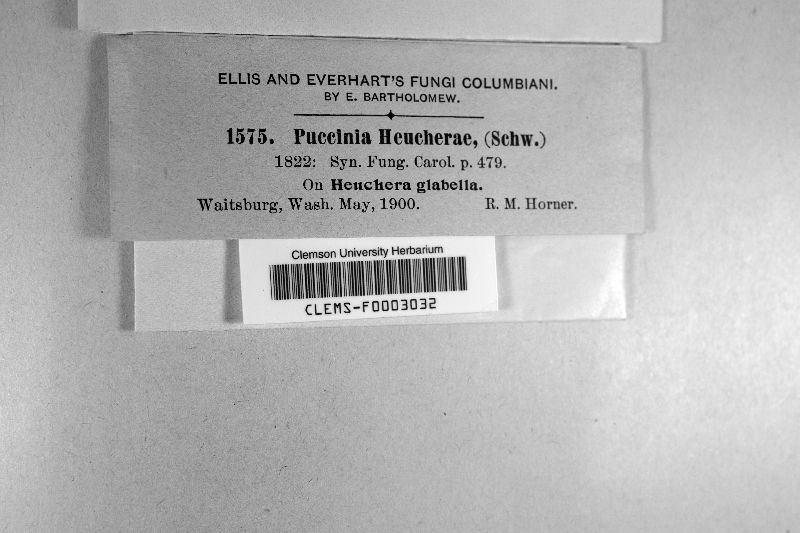 ELLIS AND EVERHART'S FUNGI COLUMBIANI.
BY E. BARTHOLOMEW.
1575. Puccinia Heucherae, (Schw.)
1822: Syn. Fung. Carol. p. 479.
On Heuchera glabella.
Waitsburg, Wash. May, 1900. R. M. Horner.
Clemson University Herbarium
CLEMS-F0003032